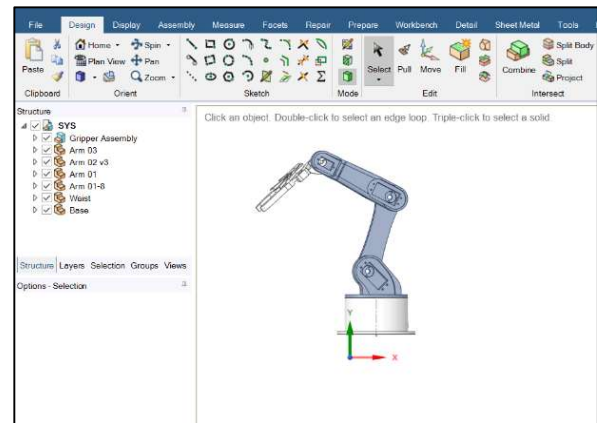 File Design Display Assembly Measure Facets Repair Prepare Workbench Detail Sheet Metal Tools
Paste
Home Spin
Plan View Pan
Zoom
Select Pull Move Fill
Combine
Split Body
Split
Project
Clipboard Orient Sketch Mode Edit Intersect
Structure
SYS
Gripper Assembly
Arm 03
Arm 02 v3
Arm 01
Arm 01-8
Waist
Base
Structure Layers Selection Groups Views
Options - Selection
Click an object. Double-click to select an edge loop. Triple-click to select a solid
Y
X